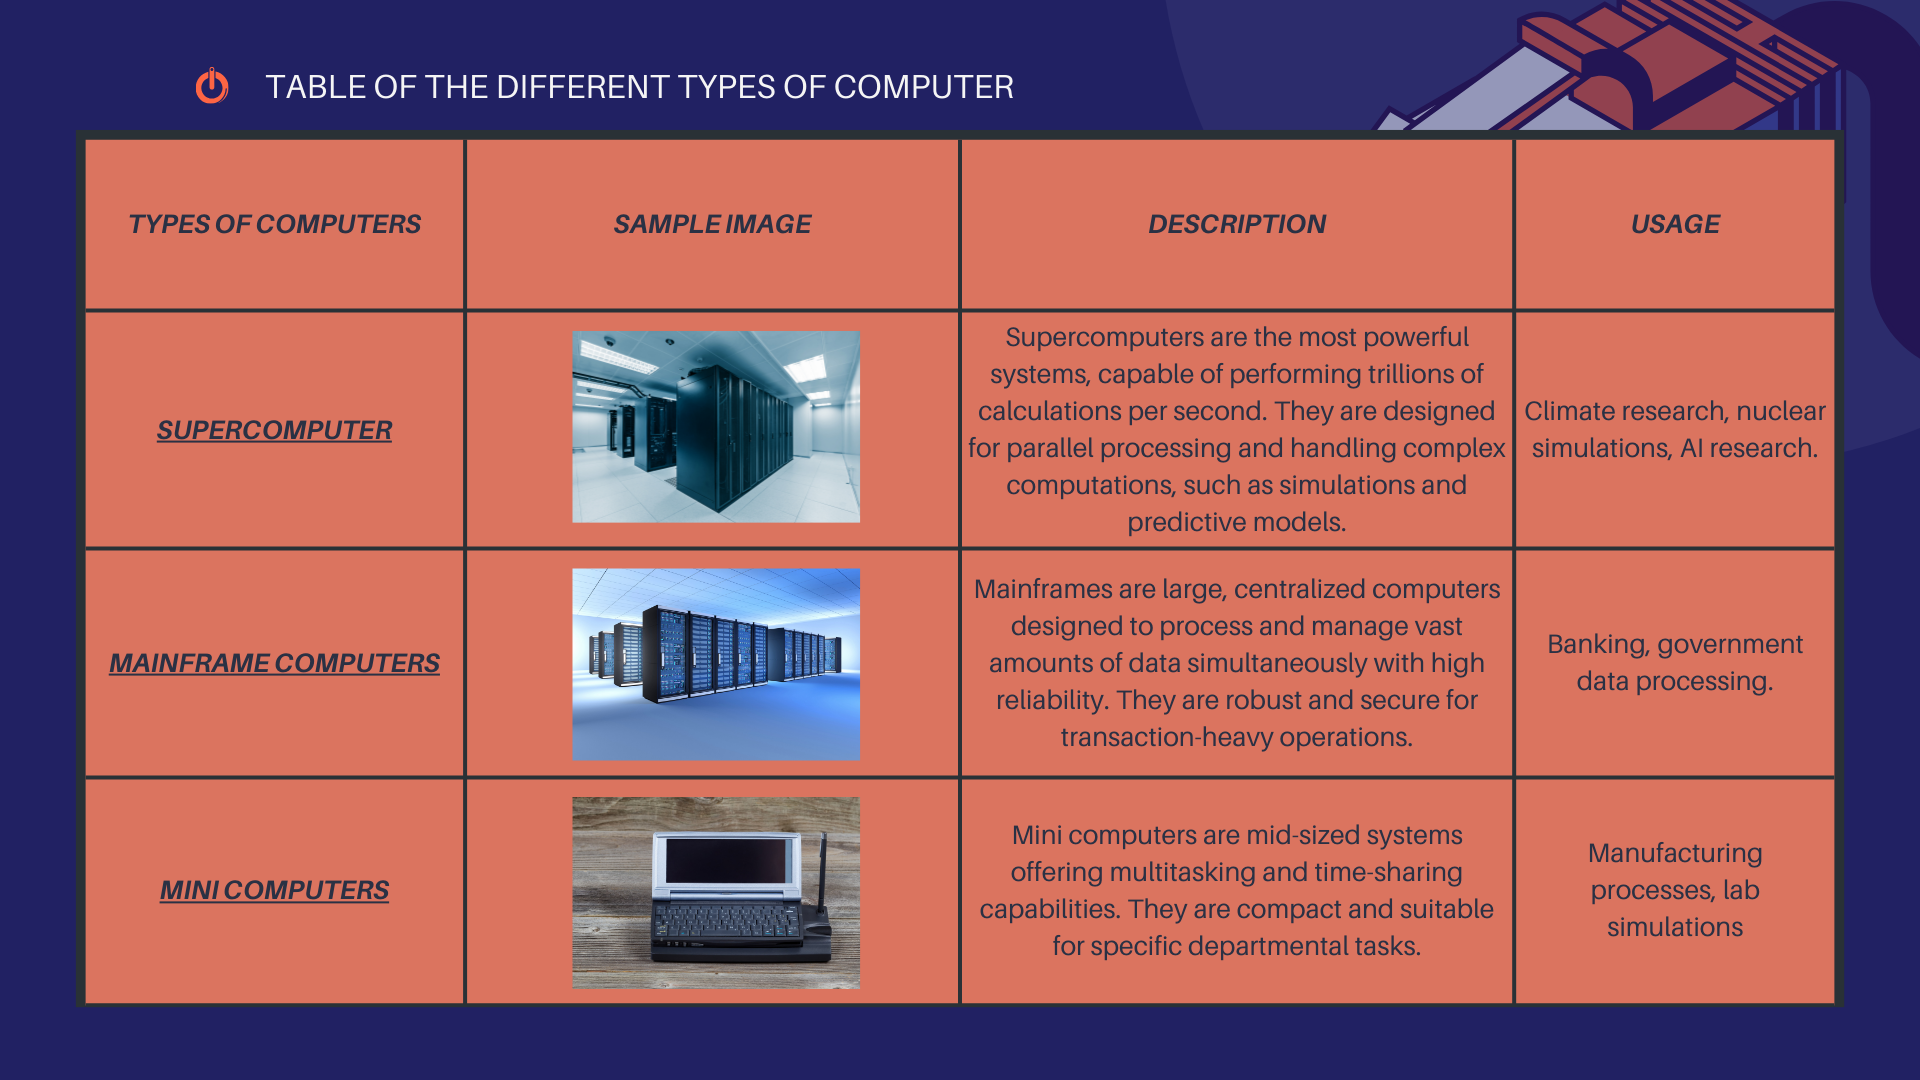 TABLE OF THE DIFFERENT TYPES OF COMPUTER
TYPES OF COMPUTERS
SAMPLE IMAGE
DESCRIPTION
USAGE
SUPERCOMPUTER
Supercomputers are the most powerful
systems, capable of performing trillions of
calculations per second. They are designed
for parallel processing and handling complex
computations, such as simulations and
predictive models.
Climate research, nuclear
simulations, AI research.
MAINFRAME COMPUTERS
Mainframes are large, centralized computers
designed to process and manage vast
amounts of data simultaneously with high
reliability. They are robust and secure for
transaction-heavy operations.
Banking, government
data processing.
MINI COMPUTERS
Mini computers are mid-sized systems
offering multitasking and time-sharing
capabilities. They are compact and suitable
for specific departmental tasks.
Manufacturing
processes, lab
simulations